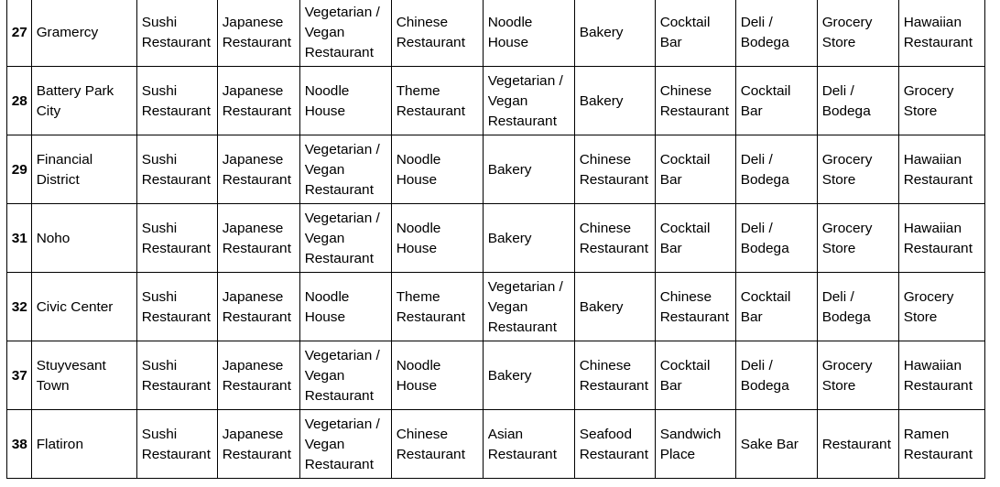 27 Gramercy Sushi Restaurant Japanese Restaurant Vegetarian / Vegan Restaurant Chinese Restaurant Noodle House Bakery Cocktail Bar Deli / Bodega Grocery Store Hawaiian Restaurant
28 Battery Park City Sushi Restaurant Japanese Restaurant Noodle House Theme Restaurant Vegetarian / Vegan Restaurant Bakery Chinese Restaurant Cocktail Bar Deli / Bodega Grocery Store
29 Financial District Sushi Restaurant Japanese Restaurant Vegetarian / Vegan Restaurant Noodle House Bakery Chinese Restaurant Cocktail Bar Deli / Bodega Grocery Store Hawaiian Restaurant
31 Noho Sushi Restaurant Japanese Restaurant Vegetarian / Vegan Restaurant Noodle House Bakery Chinese Restaurant Cocktail Bar Deli / Bodega Grocery Store Hawaiian Restaurant
32 Civic Center Sushi Restaurant Japanese Restaurant Noodle House Theme Restaurant Vegetarian / Vegan Restaurant Bakery Chinese Restaurant Cocktail Bar Deli / Bodega Grocery Store
37 Stuyvesant Town Sushi Restaurant Japanese Restaurant Vegetarian / Vegan Restaurant Noodle House Bakery Chinese Restaurant Cocktail Bar Deli / Bodega Grocery Store Hawaiian Restaurant
38 Flatiron Sushi Restaurant Japanese Restaurant Vegetarian / Vegan Restaurant Chinese Restaurant Asian Restaurant Seafood Restaurant Sandwich Place Sake Bar Restaurant Ramen Restaurant